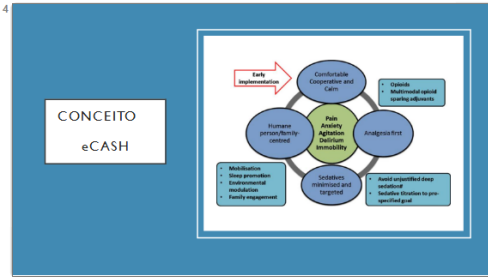 4
CONCEITO
eCASH
Early
implementation
Comfortable
Cooperative and
Calm
• Opioids
• Multimodal opioid
sparing adjuvants
Humane
person/family-
centred
Pain
Anxiety
Agitation
Delirium
Immobility
Analgesia first
• Mobilisation
• Sleep promotion
• Environmental
modulation
• Family engagement
Sedatives
minimised and
targeted
• Avoid unjustified deep
sedation#
• Sedative titration to pre-
specified goal